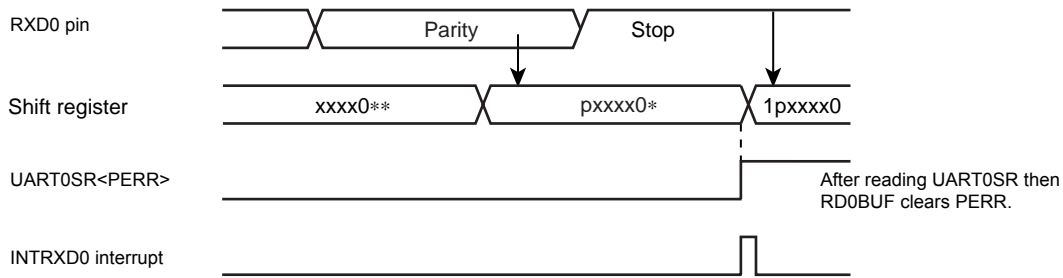 RXD0 pin
Parity
Stop
Shift register
xxxx0**
pxxxx0*
1pxxxx0
UART0SR<PERR>
After reading UART0SR then
RD0BUF clears PERR.
INTRXD0 interrupt